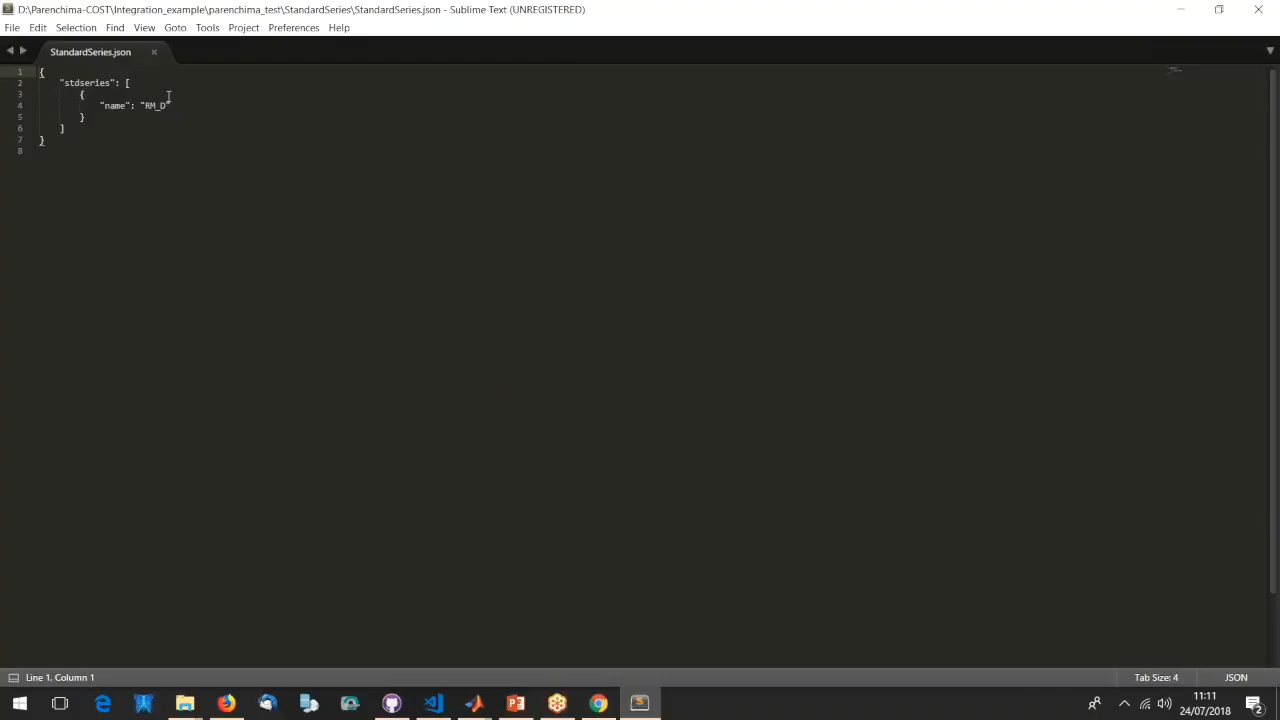 D:\Parenchima-COST\Integration_example\parenchima_test\StandardSeries\StandardSeries.json - Sublime Text (UNREGISTERED)
File Edit Selection Find View Goto Tools Project Preferences Help
StandardSeries.json
1 {
2 "stdseries": [
3 {
4 "name": "RM_D"
5 }
6 ]
7 }
8
Line 1, Column 1 Tab Size: 4 JSON
11:11
24/07/2018
2